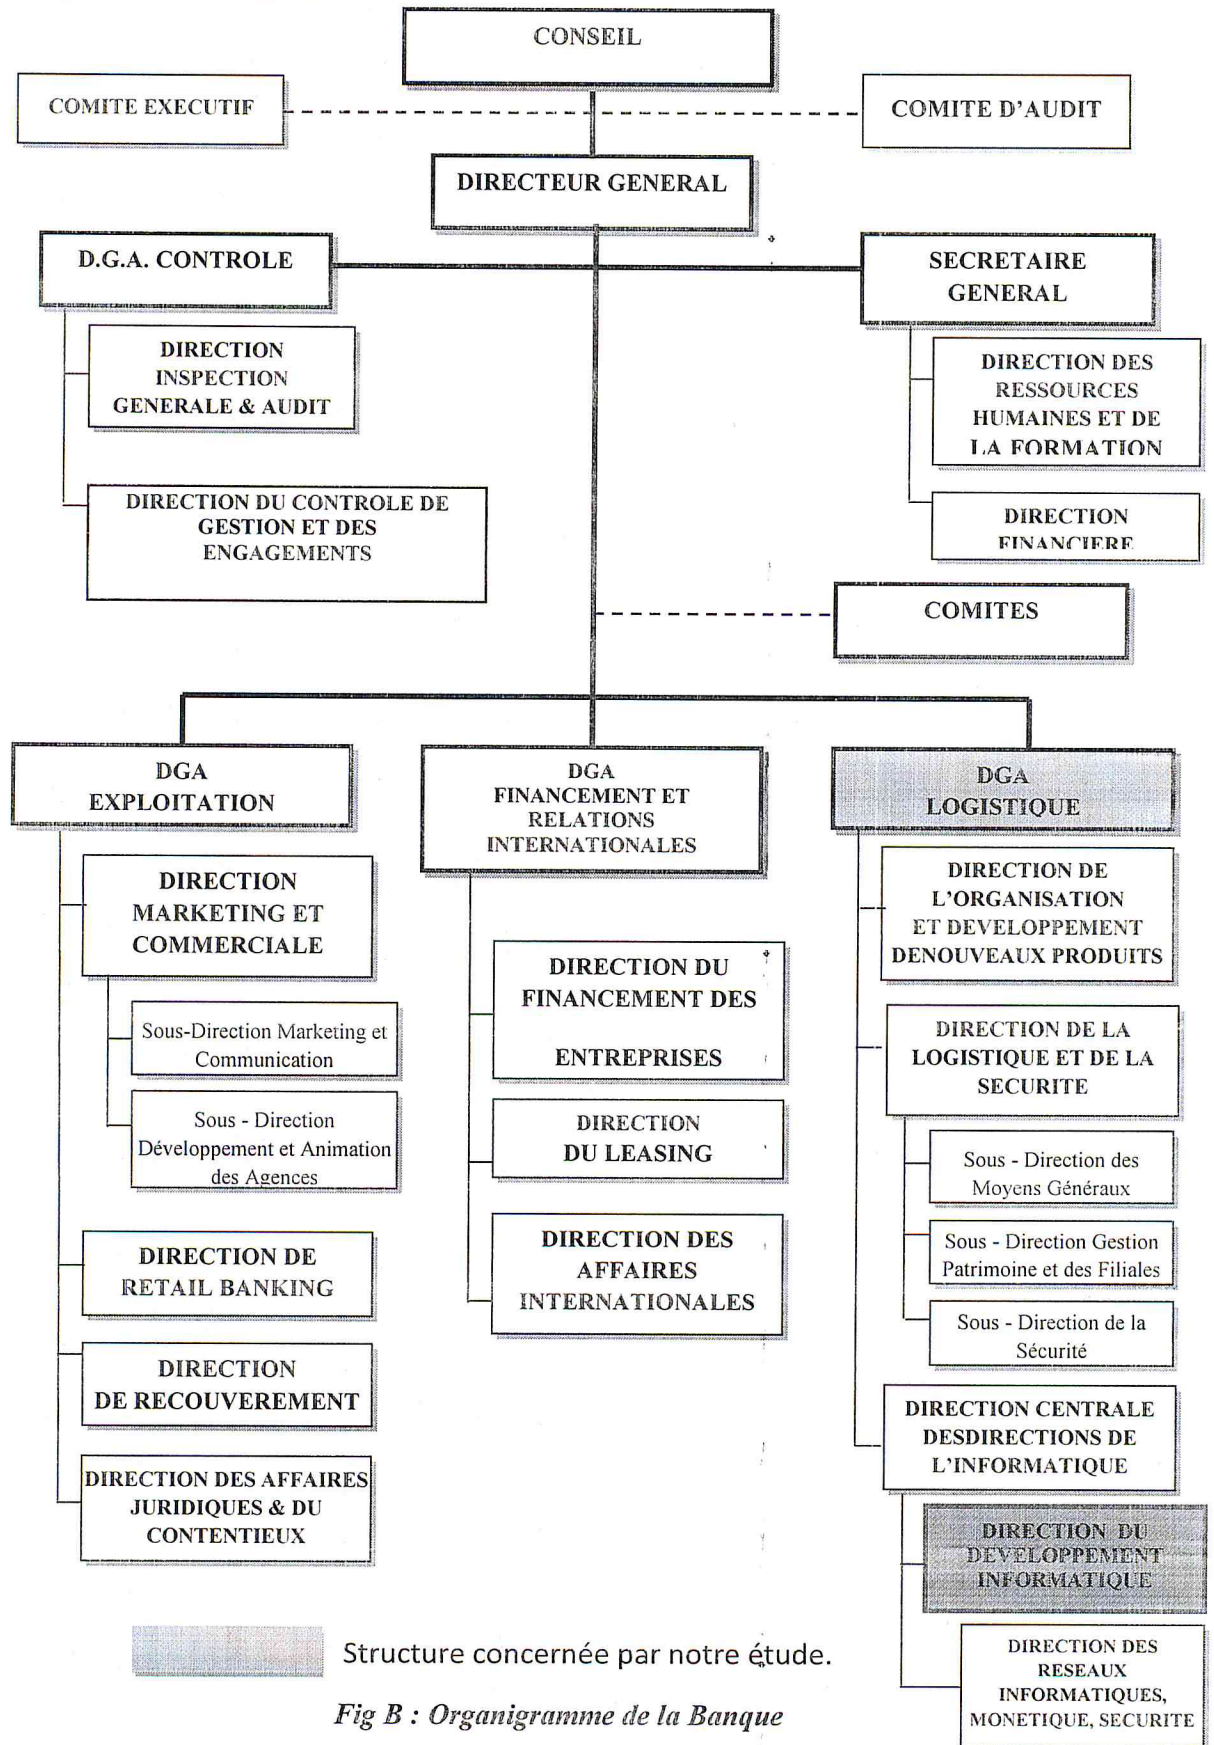 CONSEIL
COMITE EXECUTIF
COMITE D'AUDIT
DIRECTEUR GENERAL
D.G.A. CONTROLE
SECRETAIRE
GENERAL
DIRECTION
INSPECTION
GENERALE & AUDIT
DIRECTION DES
RESSOURCES
HUMAINES ET DE
LA FORMATION
DIRECTION DU CONTROLE DE
GESTION ET DES
ENGAGEMENTS
DIRECTION
FINANCIERE
COMITES
DGA
EXPLOITATION
DGA
FINANCEMENT ET
RELATIONS
INTERNATIONALES
DGA
LOGISTIQUE
DIRECTION
MARKETING ET
COMMERCIALE
Sous-Direction Marketing et
Communication
Sous - Direction
Développement et Animation
des Agences
DIRECTION DE
RETAIL BANKING
DIRECTION
DE RECOUVEREMENT
DIRECTION DES AFFAIRES
JURIDIQUES & DU
CONTENTIEUX
DIRECTION DU
FINANCEMENT DES
ENTREPRISES
DIRECTION
DU LEASING
DIRECTION DES
AFFAIRES
INTERNATIONALES
DIRECTION DE
L'ORGANISATION
ET DEVELOPPEMENT
DENOUVEAUX PRODUITS
DIRECTION DE LA
LOGISTIQUE ET DE LA
SECURITE
Sous - Direction des
Moyens Généraux
Sous - Direction Gestion
Patrimoine et des Filiales
Sous - Direction de la
Sécurité
DIRECTION CENTRALE
DESDIRECTIONS DE
L'INFORMATIQUE
DIRECTION DU
DEVELOPPEMENT
INFORMATIQUE
DIRECTION DES
RESEAUX
INFORMATIQUES,
MONETIQUE, SECURITE
Structure concernée par notre étude.
Fig B : Organigramme de la Banque